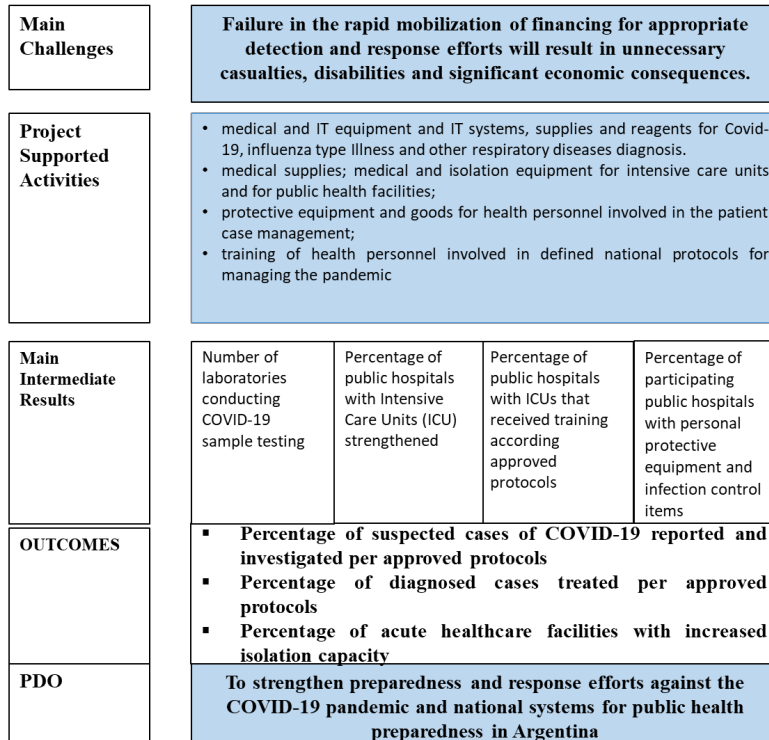 Main
Challenges
Failure in the rapid mobilization of financing for appropriate
detection and response efforts will result in unnecessary
casualties, disabilities and significant economic consequences.
Project
Supported
Activities
• medical and IT equipment and IT systems, supplies and reagents for Covid-
19, influenza type Illness and other respiratory diseases diagnosis.
• medical supplies; medical and isolation equipment for intensive care units
and for public health facilities;
• protective equipment and goods for health personnel involved in the patient
case management;
• training of health personnel involved in defined national protocols for
managing the pandemic
Main
Intermediate
Results
Number of
laboratories
conducting
COVID-19
sample testing
Percentage of
public hospitals
with Intensive
Care Units (ICU)
strengthened
Percentage of
public hospitals
with ICUs that
received training
according
approved
protocols
Percentage of
participating
public hospitals
with personal
protective
equipment and
infection control
items
OUTCOMES
▪ Percentage of suspected cases of COVID-19 reported and
investigated per approved protocols
▪ Percentage of diagnosed cases treated per approved
protocols
▪ Percentage of acute healthcare facilities with increased
isolation capacity
PDO
To strengthen preparedness and response efforts against the
COVID-19 pandemic and national systems for public health
preparedness in Argentina